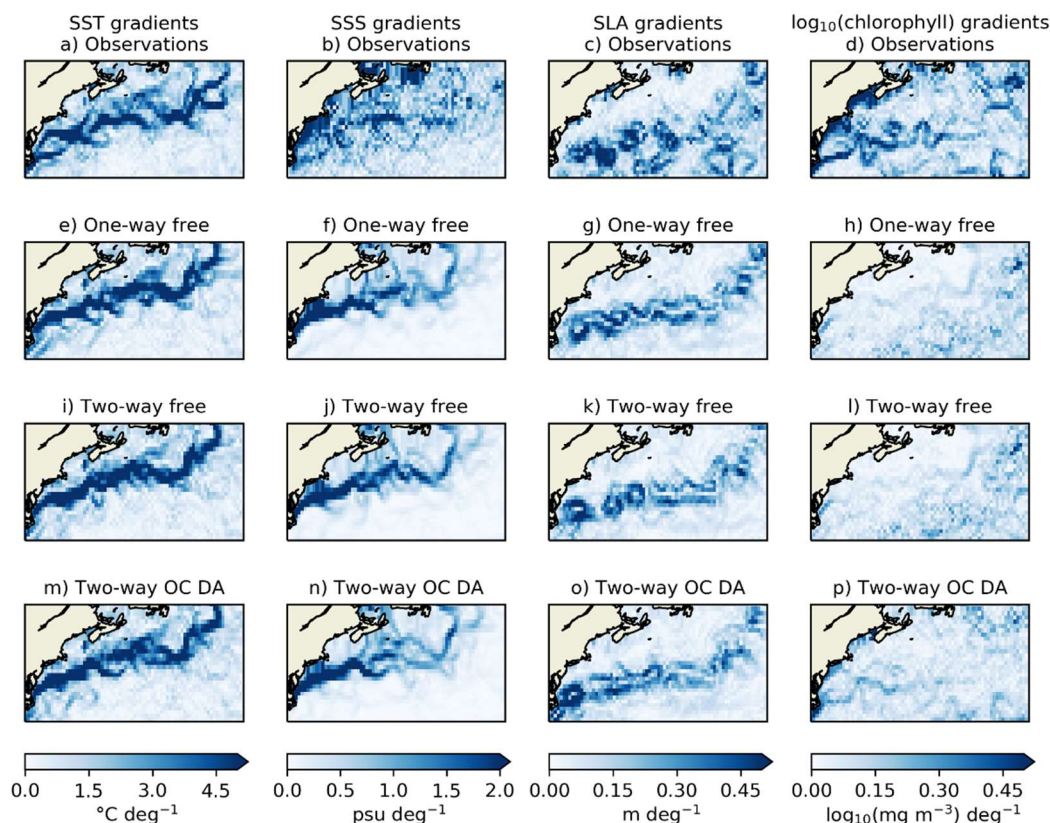 SST gradients
a) Observations
SSS gradients
b) Observations
SLA gradients
c) Observations
log₁₀(chlorophyll) gradients
d) Observations
e) One-way free
f) One-way free
g) One-way free
h) One-way free
i) Two-way free
j) Two-way free
k) Two-way free
l) Two-way free
m) Two-way OC DA
n) Two-way OC DA
o) Two-way OC DA
p) Two-way OC DA
0.0 1.5 3.0 4.5
°C deg⁻¹
0.0 0.5 1.0 1.5 2.0
psu deg⁻¹
0.00 0.15 0.30 0.45
m deg⁻¹
0.00 0.15 0.30 0.45
log₁₀(mg m⁻³) deg⁻¹